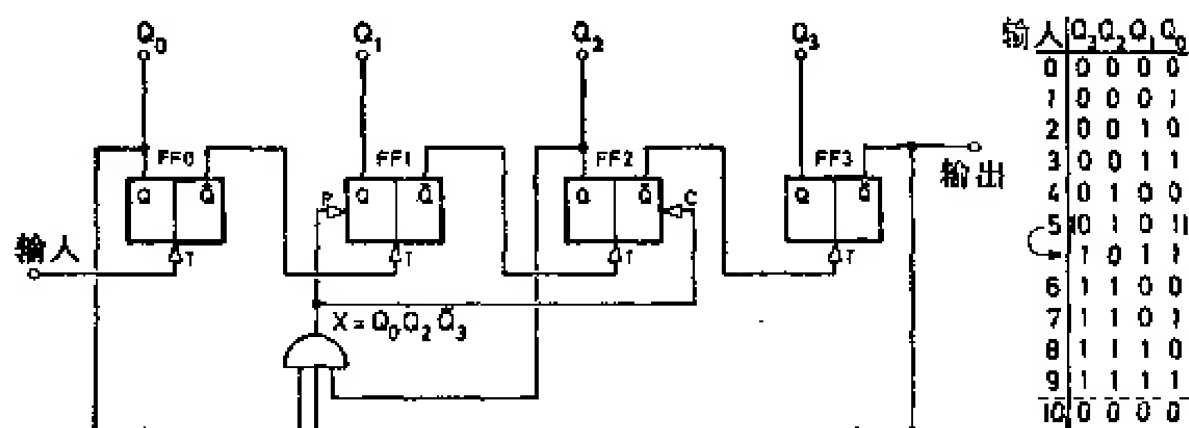 Q₀ Q₁ Q₂ Q₃
FF0 FF1 FF2 FF3
Q Q̄ P Q Q̄ Q Q̄ C Q Q̄
T T T T
输入
输出
X = Q₀Q₂Q̄₃
输入 Q₃ Q₂ Q₁ Q₀
0 0 0 0 0
1 0 0 0 1
2 0 0 1 0
3 0 0 1 1
4 0 1 0 0
5 0 1 0 1
1 0 1 1
6 1 1 0 0
7 1 1 0 1
8 1 1 1 0
9 1 1 1 1
10 0 0 0 0